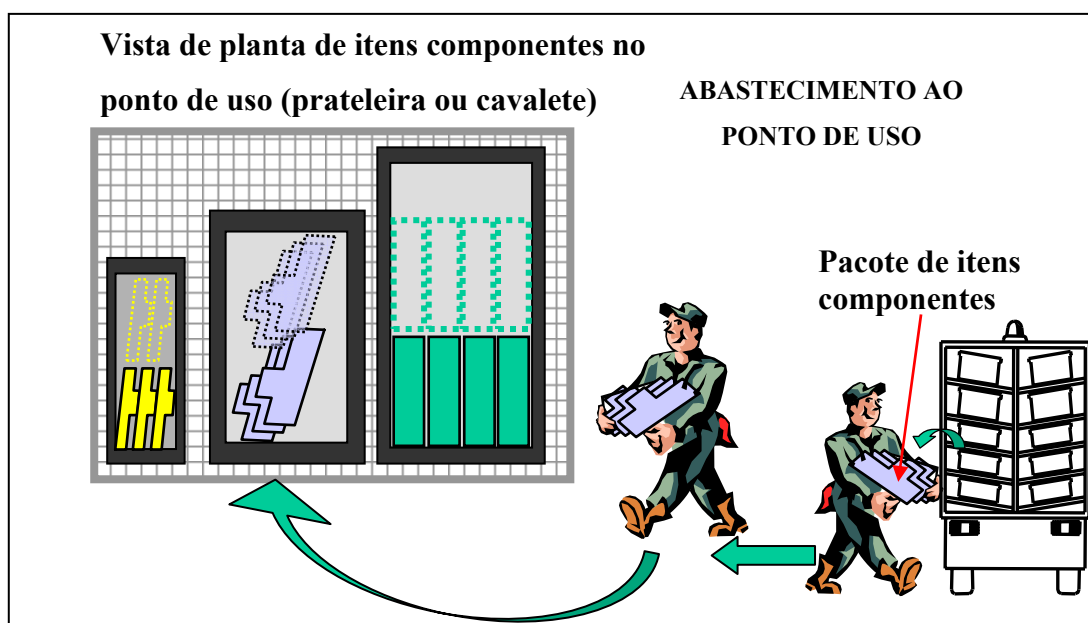 Vista de planta de itens componentes no
ponto de uso (prateleira ou cavalete)
ABASTECIMENTO AO
PONTO DE USO
Pacote de itens
componentes